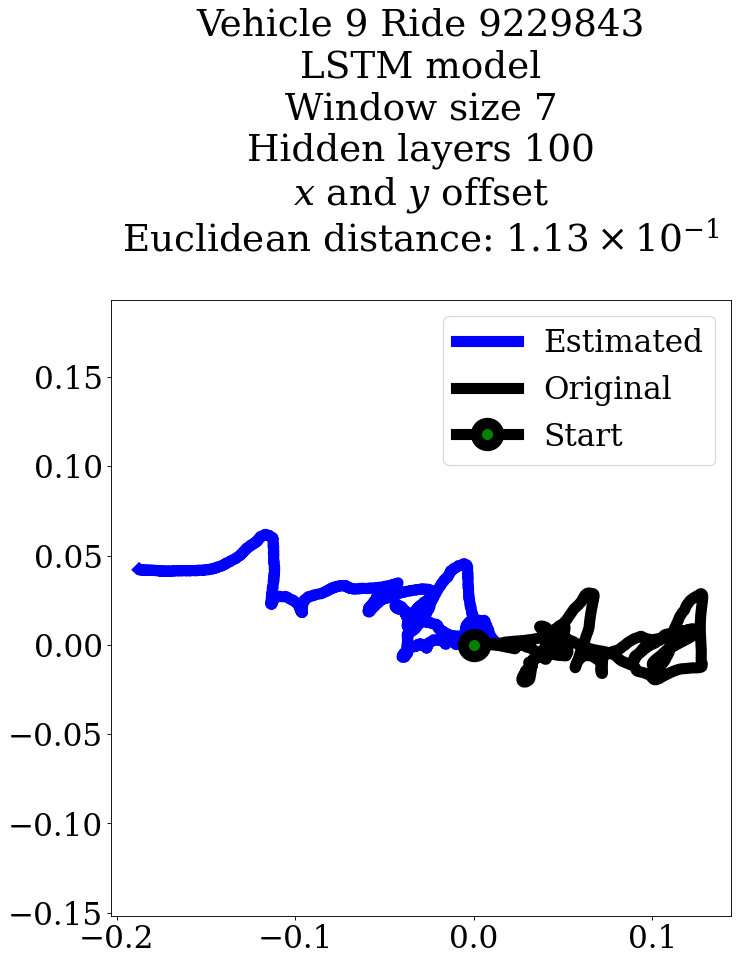 Vehicle 9 Ride 9229843
LSTM model
Window size 7
Hidden layers 100
x and y offset
Euclidean distance: 1.13 × 10⁻¹
Estimated
Original
Start
0.15
0.10
0.05
0.00
−0.05
−0.10
−0.15
−0.2 −0.1 0.0 0.1